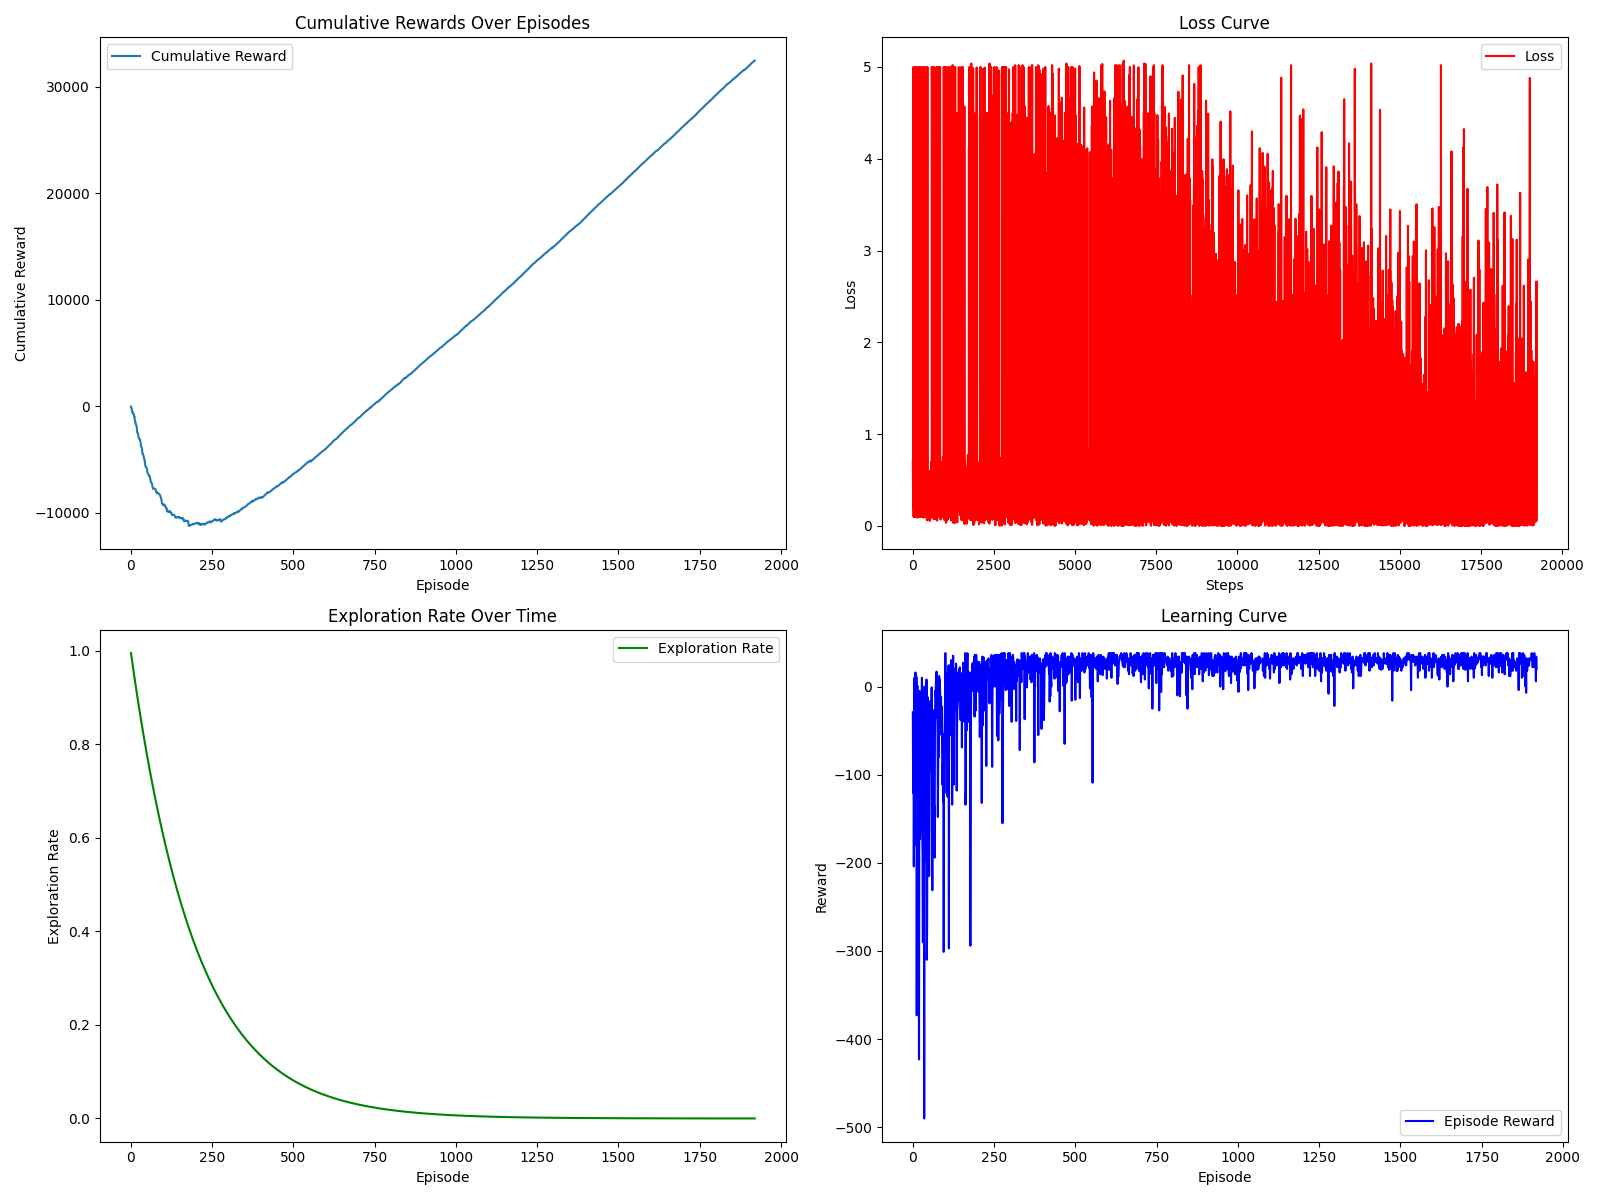 Cumulative Rewards Over Episodes
Cumulative Reward
30000
20000
10000
0
−10000
Cumulative Reward
0 250 500 750 1000 1250 1500 1750 2000
Episode
Loss Curve
Loss
5
4
3
2
1
0
Loss
0 2500 5000 7500 10000 12500 15000 17500 20000
Steps
Exploration Rate Over Time
Exploration Rate
1.0
0.8
0.6
0.4
0.2
0.0
Exploration Rate
0 250 500 750 1000 1250 1500 1750 2000
Episode
Learning Curve
0
−100
−200
−300
−400
−500
Reward
Episode Reward
0 250 500 750 1000 1250 1500 1750 2000
Episode